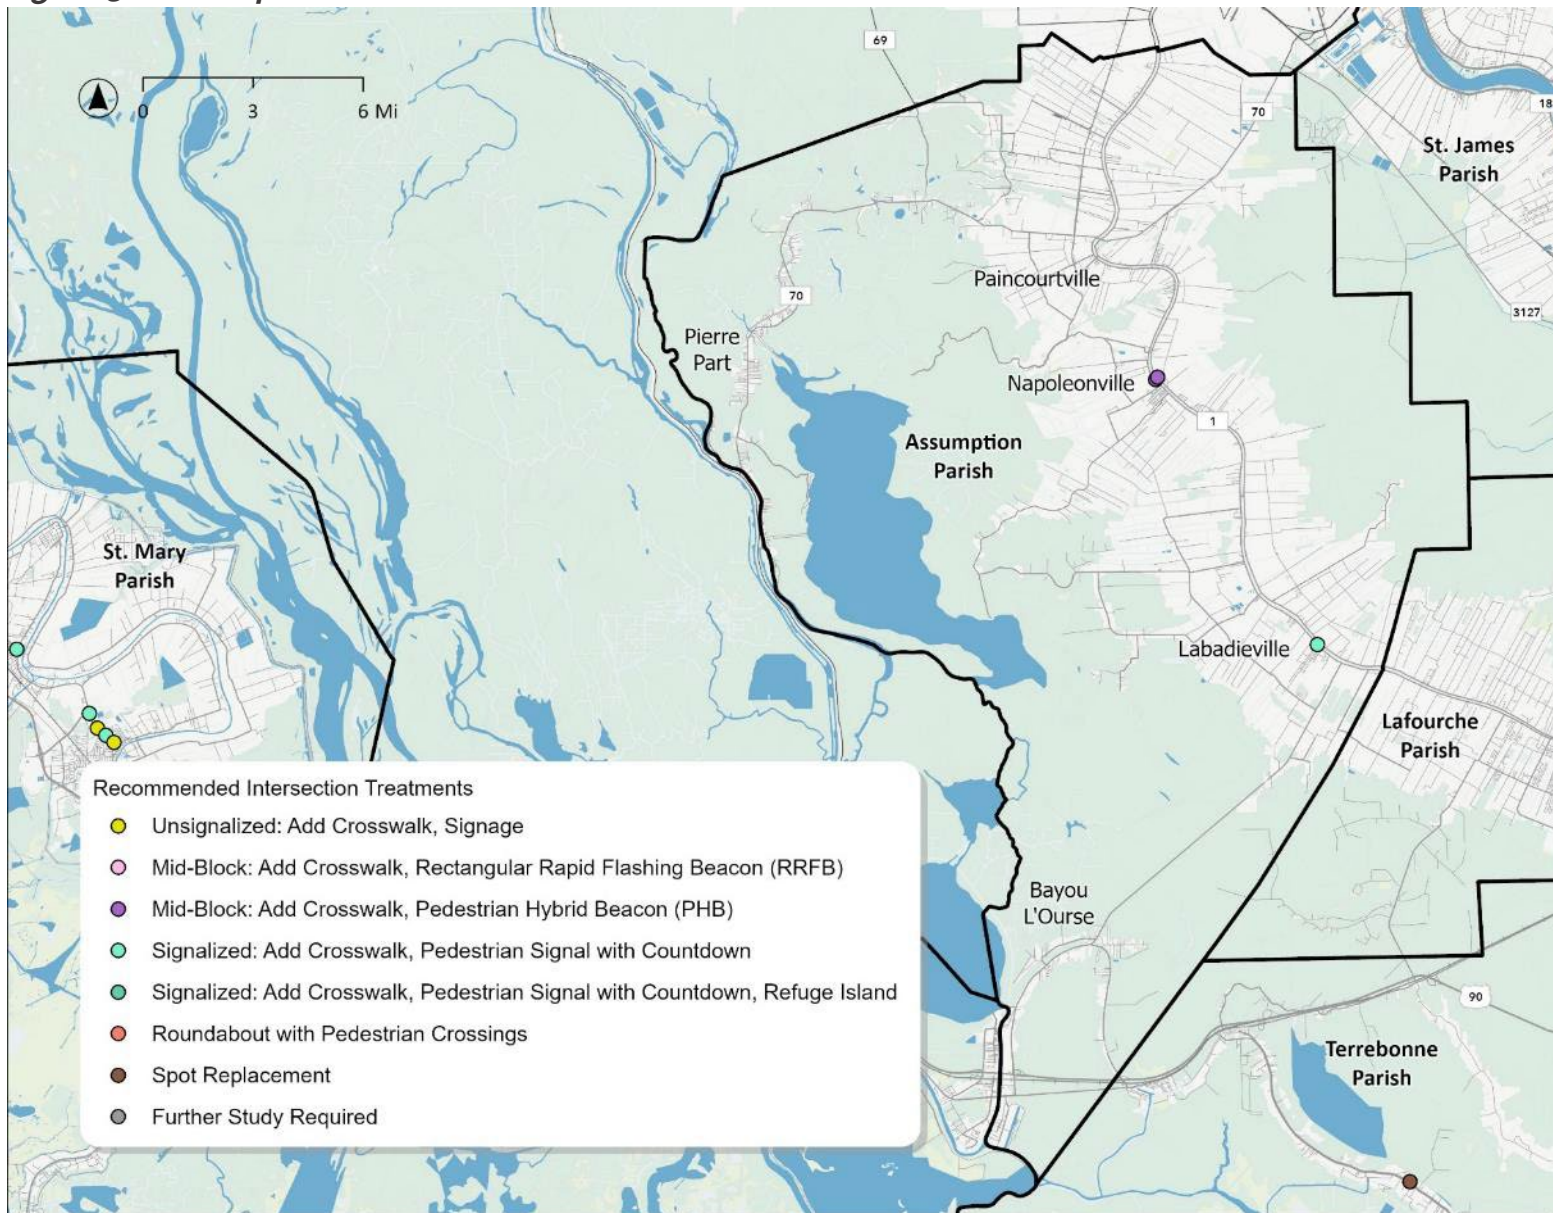 69
0 3 6 Mi
70
18
St. James
Parish
Paincourtville
70
3127
Pierre
Part
Napoleonville
1
Assumption
Parish
St. Mary
Parish
Labadieville
Lafourche
Parish
Recommended Intersection Treatments
Unsignalized: Add Crosswalk, Signage
Mid-Block: Add Crosswalk, Rectangular Rapid Flashing Beacon (RRFB)
Mid-Block: Add Crosswalk, Pedestrian Hybrid Beacon (PHB)
Signalized: Add Crosswalk, Pedestrian Signal with Countdown
Signalized: Add Crosswalk, Pedestrian Signal with Countdown, Refuge Island
Roundabout with Pedestrian Crossings
Spot Replacement
Further Study Required
Bayou
L'Ourse
90
Terrebonne
Parish